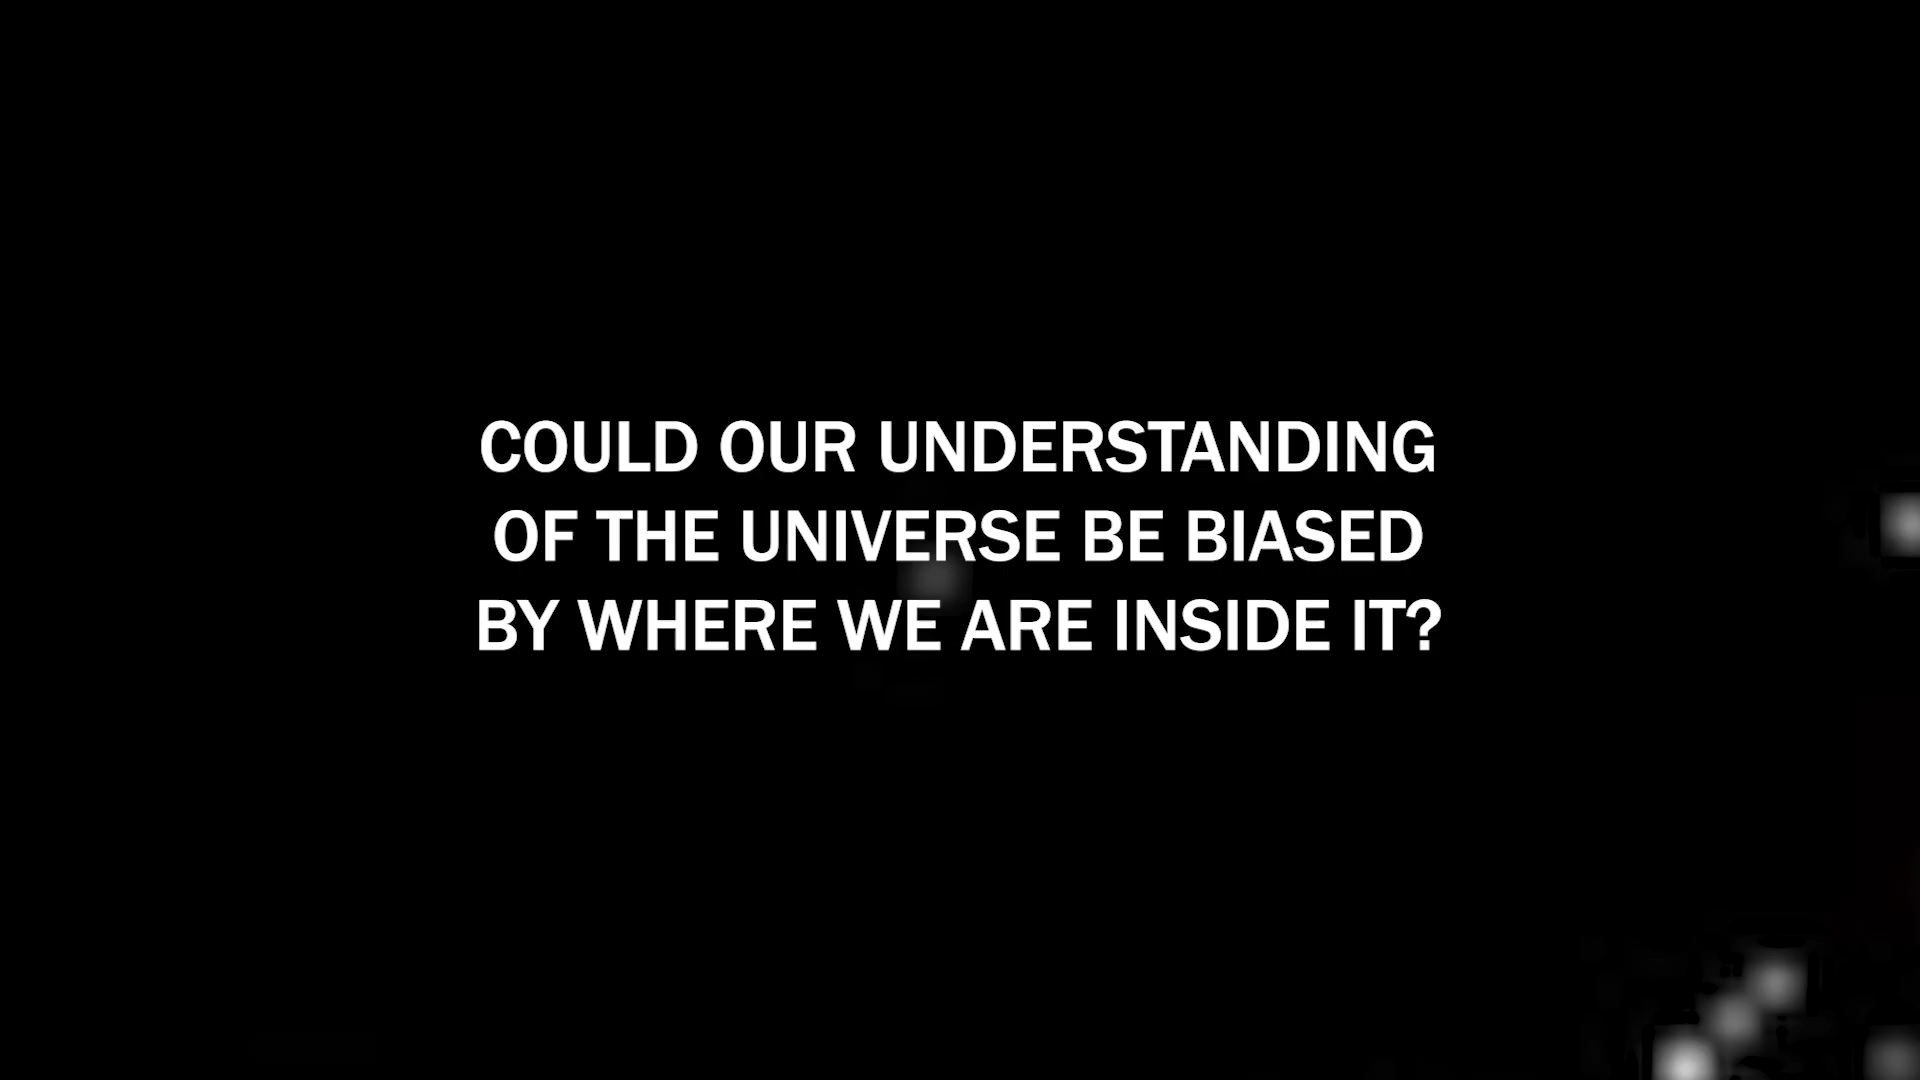 COULD OUR UNDERSTANDING
OF THE UNIVERSE BE BIASED
BY WHERE WE ARE INSIDE IT?